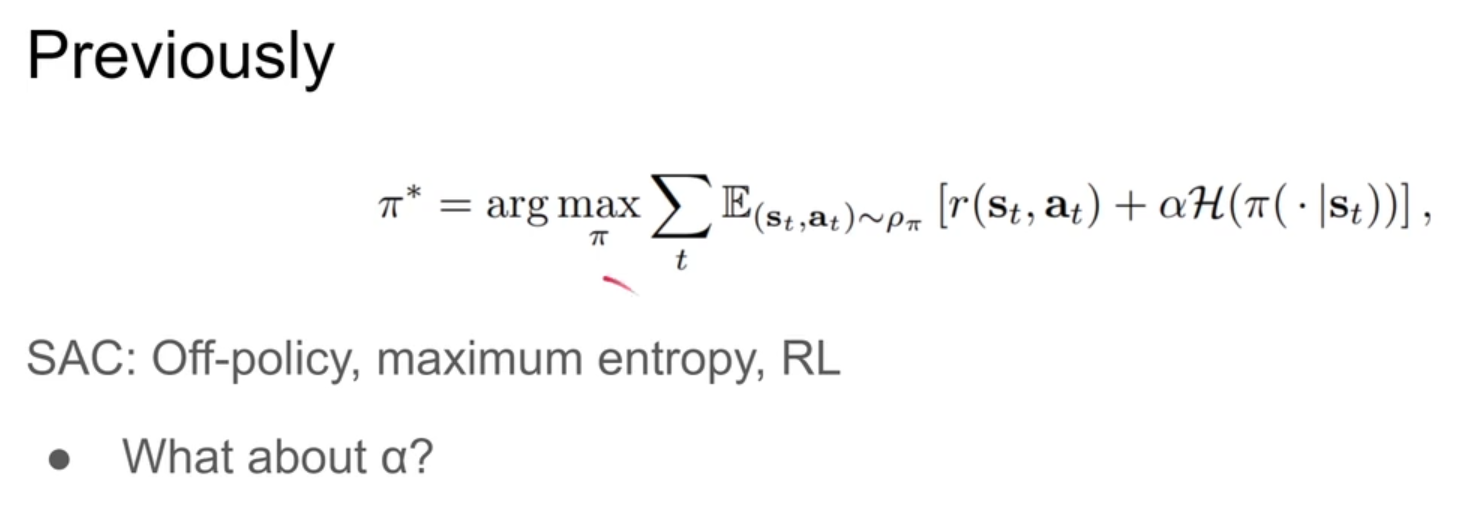 Previously
π* = arg max_π ∑_t 𝔼_{(s_t,a_t)∼ρ_π} [r(s_t, a_t) + αℋ(π( · |s_t))] ,
SAC: Off-policy, maximum entropy, RL
● What about α?